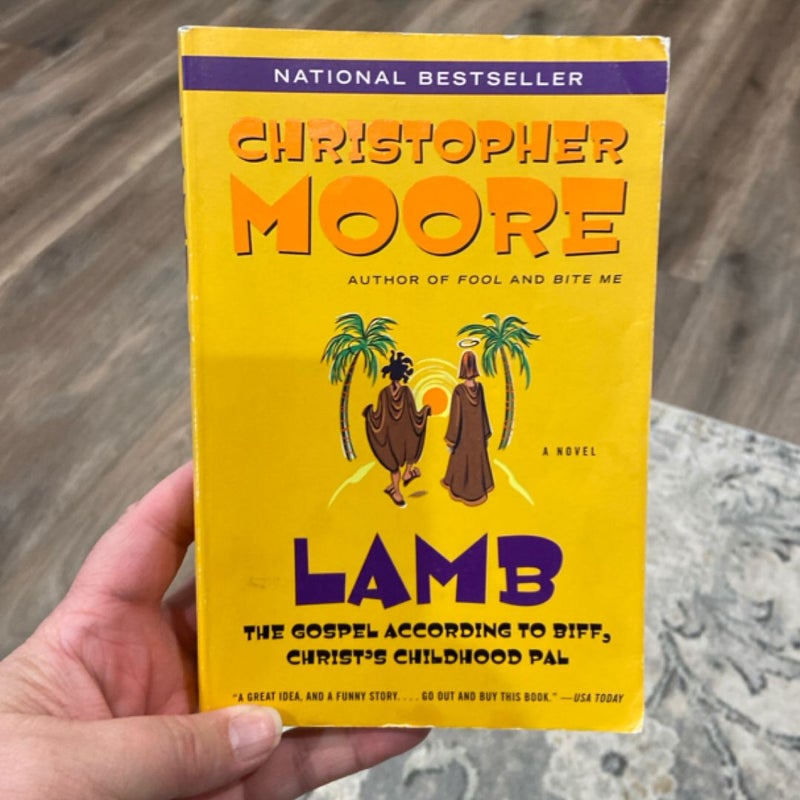 NATIONAL BESTSELLER
CHRISTOPHER
MOORE
AUTHOR OF FOOL AND BITE ME
A NOVEL
LAMB
THE GOSPEL ACCORDING TO BIFF,
CHRIST'S CHILDHOOD PAL
"A GREAT IDEA, AND A FUNNY STORY. . . . GO OUT AND BUY THIS BOOK." —USA TODAY